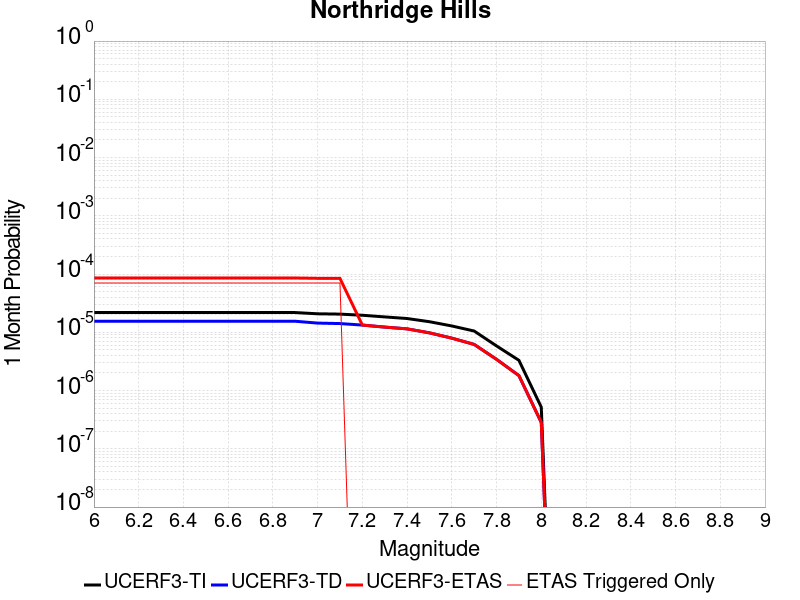 Northridge Hills
10^0
10^-1
10^-2
10^-3
10^-4
10^-5
10^-6
10^-7
10^-8
1 Month Probability
6 6.2 6.4 6.6 6.8 7 7.2 7.4 7.6 7.8 8 8.2 8.4 8.6 8.8 9
Magnitude
UCERF3-TI UCERF3-TD UCERF3-ETAS ETAS Triggered Only